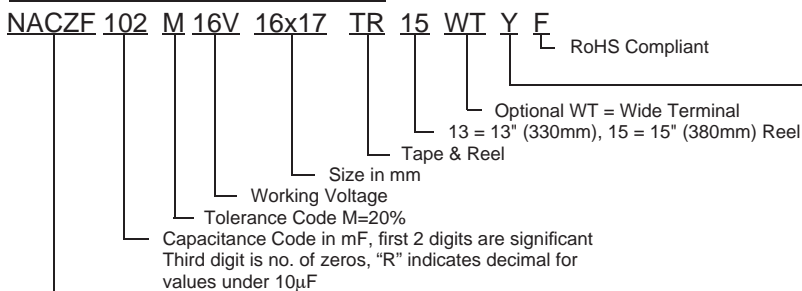 NACZF 102 M 16V 16x17 TR 15 WT Y F
RoHS Compliant
Optional WT = Wide Terminal
13 = 13" (330mm), 15 = 15" (380mm) Reel
Tape & Reel
Size in mm
Working Voltage
Tolerance Code M=20%
Capacitance Code in mF, first 2 digits are significant
Third digit is no. of zeros, “R” indicates decimal for
values under 10µF